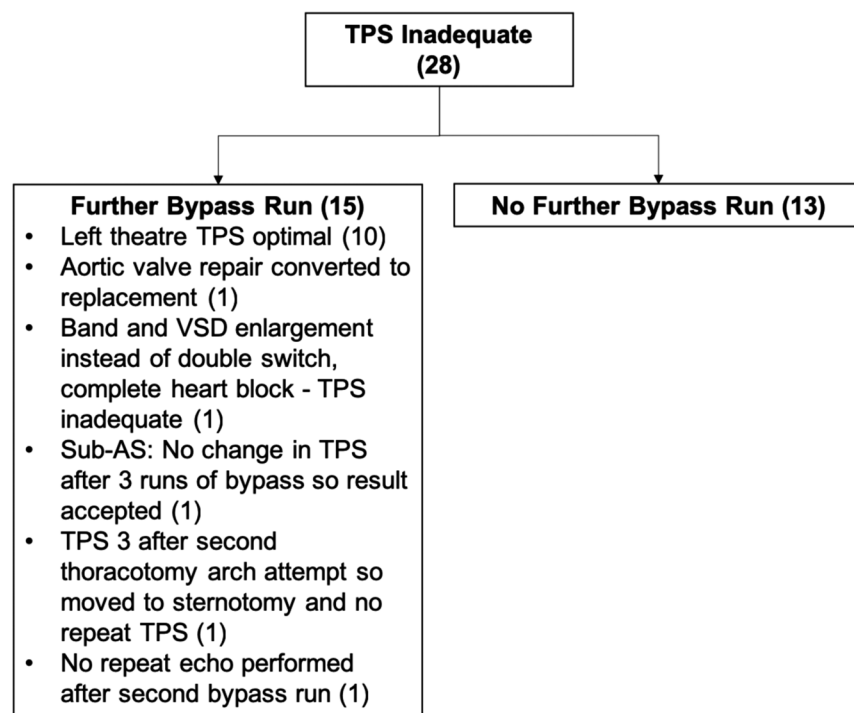 TPS Inadequate
(28)
Further Bypass Run (15)
• Left theatre TPS optimal (10)
• Aortic valve repair converted to
replacement (1)
• Band and VSD enlargement
instead of double switch,
complete heart block - TPS
inadequate (1)
• Sub-AS: No change in TPS
after 3 runs of bypass so result
accepted (1)
• TPS 3 after second
thoracotomy arch attempt so
moved to sternotomy and no
repeat TPS (1)
• No repeat echo performed
after second bypass run (1)
No Further Bypass Run (13)